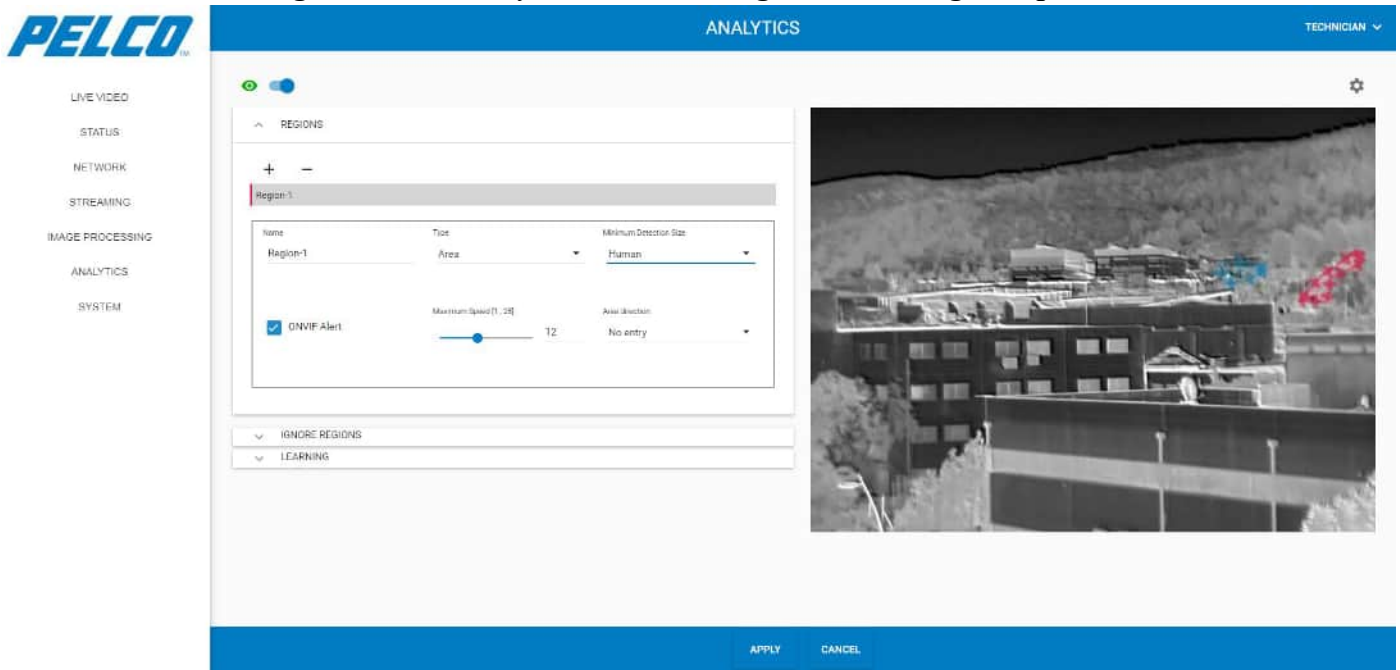 PELCO
TM
ANALYTICS
TECHNICIAN
LIVE VIDEO
STATUS
NETWORK
STREAMING
IMAGE PROCESSING
ANALYTICS
SYSTEM
REGIONS
+ −
Region-1
Name Type Minimum Detection Size
Region-1 Area Human
Maximum Speed [1 , 28] Area direction
ONVIF Alert 12 No entry
IGNORE REGIONS
LEARNING
APPLY CANCEL